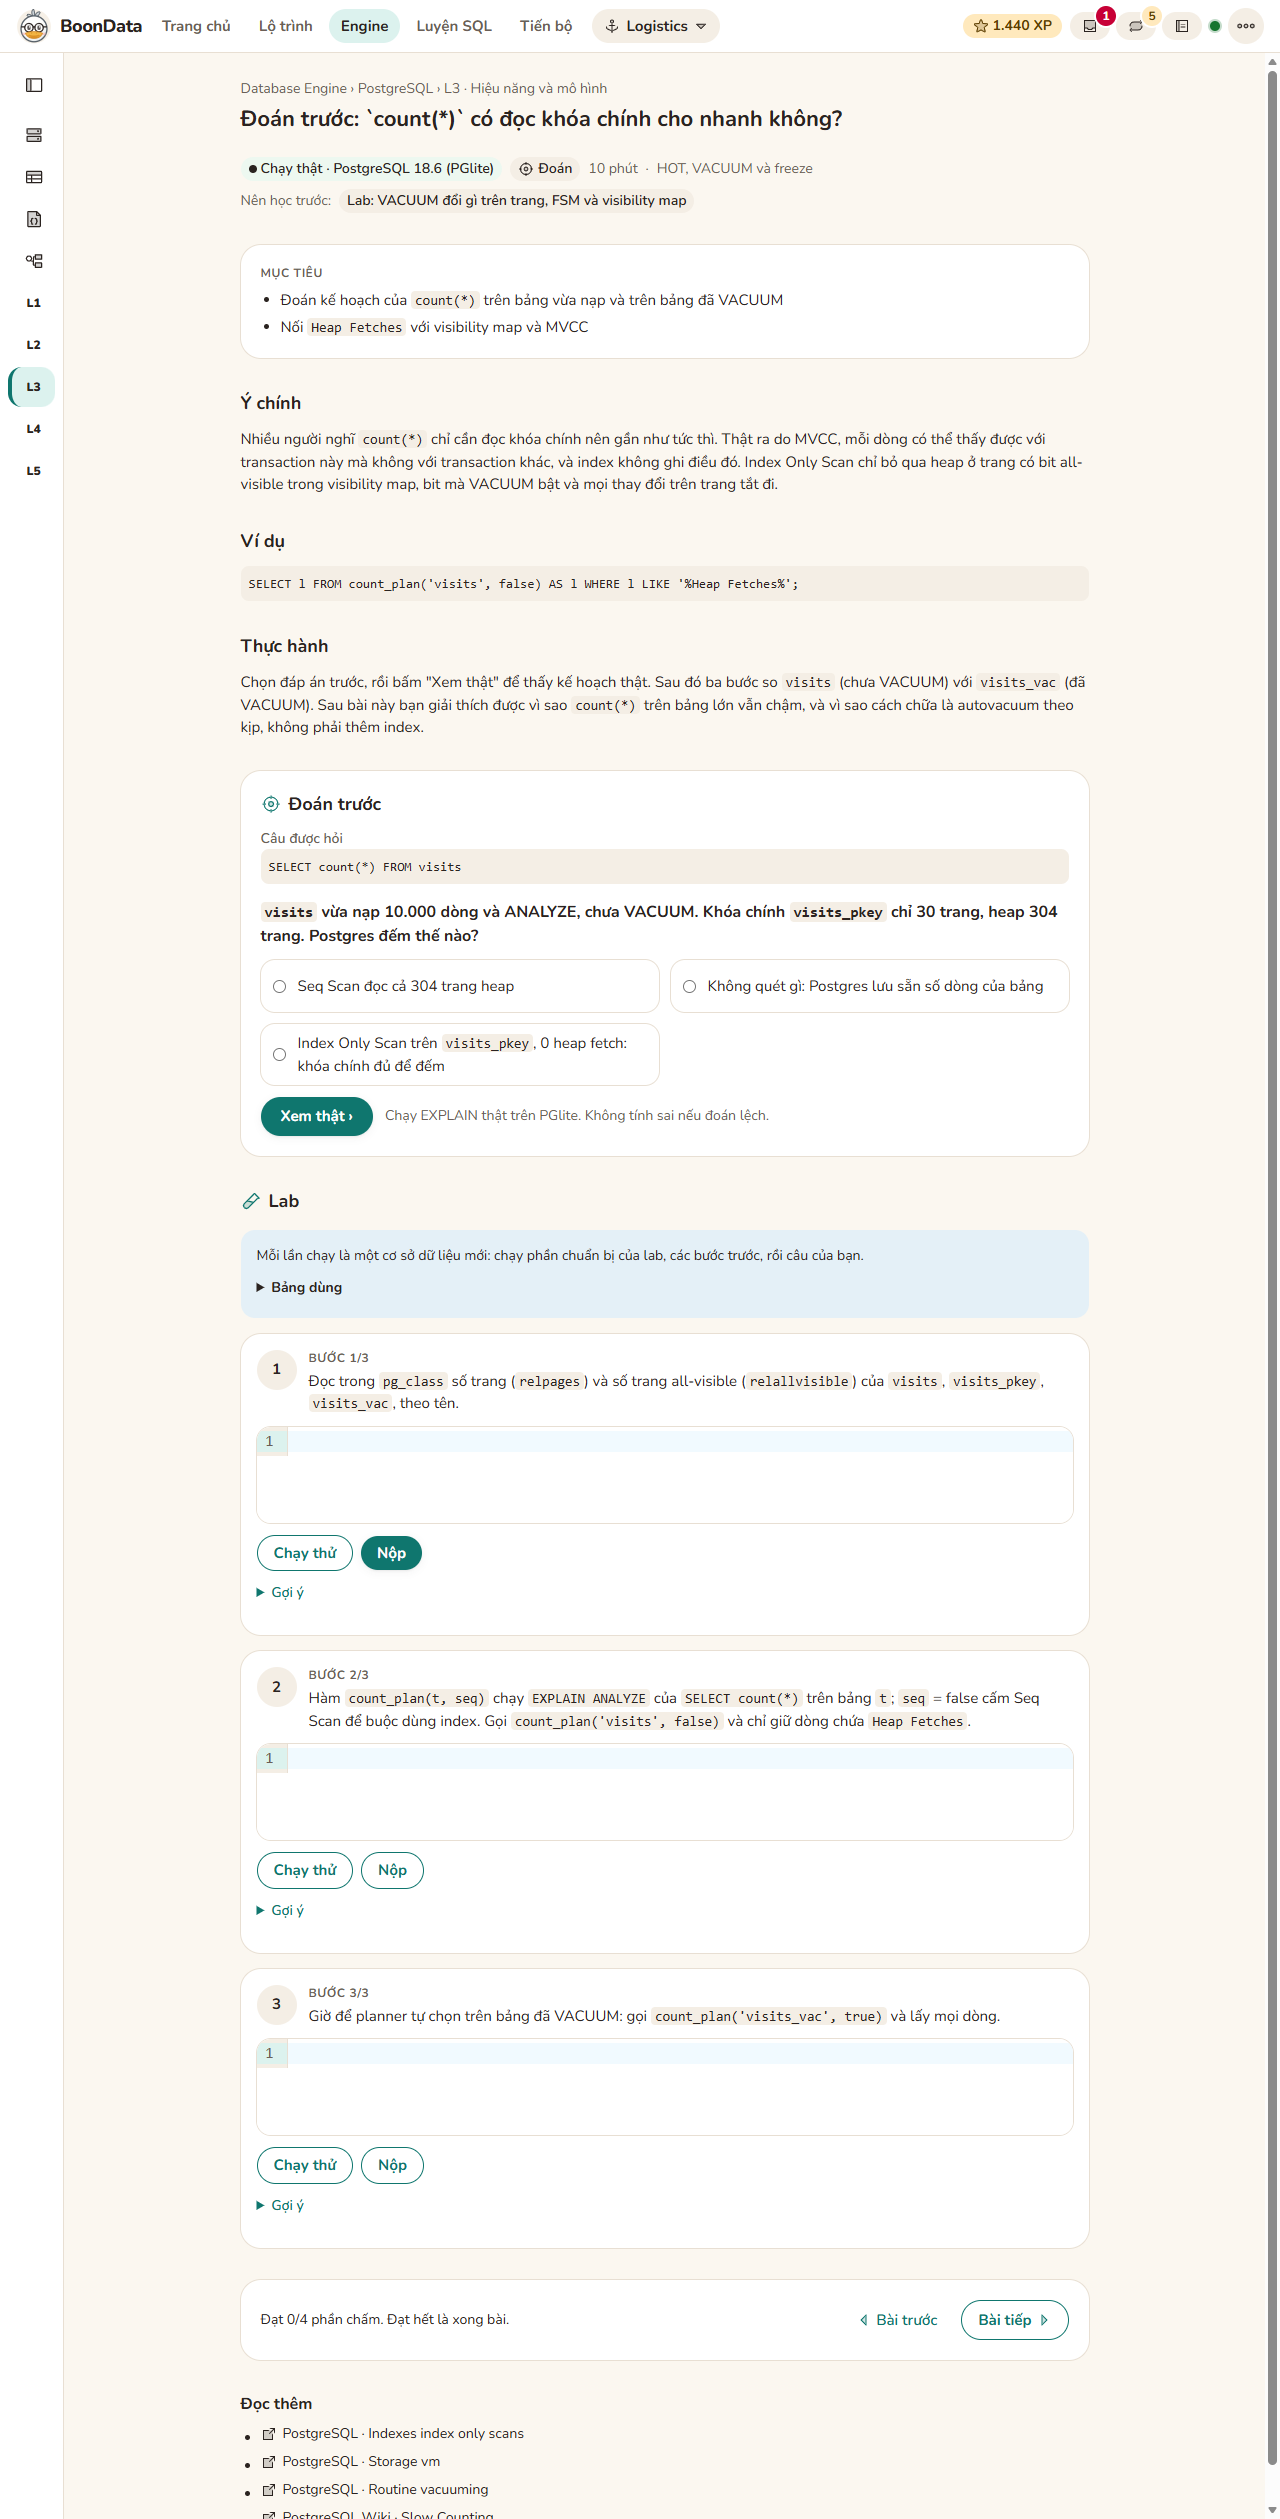 BoonData Trang chủ Lộ trình Engine Luyện SQL Tiến bộ Logistics 1.440 XP 1 5
L1
L2
L3
L4
L5
Database Engine › PostgreSQL › L3 · Hiệu năng và mô hình
Đoán trước: `count(*)` có đọc khóa chính cho nhanh không?
Chạy thật · PostgreSQL 18.6 (PGlite) Đoán 10 phút · HOT, VACUUM và freeze
Nên học trước: Lab: VACUUM đổi gì trên trang, FSM và visibility map
MỤC TIÊU
Đoán kế hoạch của count(*) trên bảng vừa nạp và trên bảng đã VACUUM
Nối Heap Fetches với visibility map và MVCC
Ý chính
Nhiều người nghĩ count(*) chỉ cần đọc khóa chính nên gần như tức thì. Thật ra do MVCC, mỗi dòng có thể thấy được với
transaction này mà không với transaction khác, và index không ghi điều đó. Index Only Scan chỉ bỏ qua heap ở trang có bit all-
visible trong visibility map, bit mà VACUUM bật và mọi thay đổi trên trang tắt đi.
Ví dụ
SELECT l FROM count_plan('visits', false) AS l WHERE l LIKE '%Heap Fetches%';
Thực hành
Chọn đáp án trước, rồi bấm "Xem thật" để thấy kế hoạch thật. Sau đó ba bước so visits (chưa VACUUM) với visits_vac (đã
VACUUM). Sau bài này bạn giải thích được vì sao count(*) trên bảng lớn vẫn chậm, và vì sao cách chữa là autovacuum theo
kịp, không phải thêm index.
Đoán trước
Câu được hỏi
SELECT count(*) FROM visits
visits vừa nạp 10.000 dòng và ANALYZE, chưa VACUUM. Khóa chính visits_pkey chỉ 30 trang, heap 304
trang. Postgres đếm thế nào?
Seq Scan đọc cả 304 trang heap
Không quét gì: Postgres lưu sẵn số dòng của bảng
Index Only Scan trên visits_pkey, 0 heap fetch:
khóa chính đủ để đếm
Xem thật › Chạy EXPLAIN thật trên PGlite. Không tính sai nếu đoán lệch.
Lab
Mỗi lần chạy là một cơ sở dữ liệu mới: chạy phần chuẩn bị của lab, các bước trước, rồi câu của bạn.
Bảng dùng
1 BƯỚC 1/3
Đọc trong pg_class số trang (relpages) và số trang all-visible (relallvisible) của visits, visits_pkey,
visits_vac, theo tên.
1
Chạy thử Nộp
Gợi ý
2 BƯỚC 2/3
Hàm count_plan(t, seq) chạy EXPLAIN ANALYZE của SELECT count(*) trên bảng t; seq = false cấm Seq
Scan để buộc dùng index. Gọi count_plan('visits', false) và chỉ giữ dòng chứa Heap Fetches.
1
Chạy thử Nộp
Gợi ý
3 BƯỚC 3/3
Giờ để planner tự chọn trên bảng đã VACUUM: gọi count_plan('visits_vac', true) và lấy mọi dòng.
1
Chạy thử Nộp
Gợi ý
Đạt 0/4 phần chấm. Đạt hết là xong bài. Bài trước Bài tiếp
Đọc thêm
PostgreSQL · Indexes index only scans
PostgreSQL · Storage vm
PostgreSQL · Routine vacuuming
PostgreSQL Wiki · Slow Counting